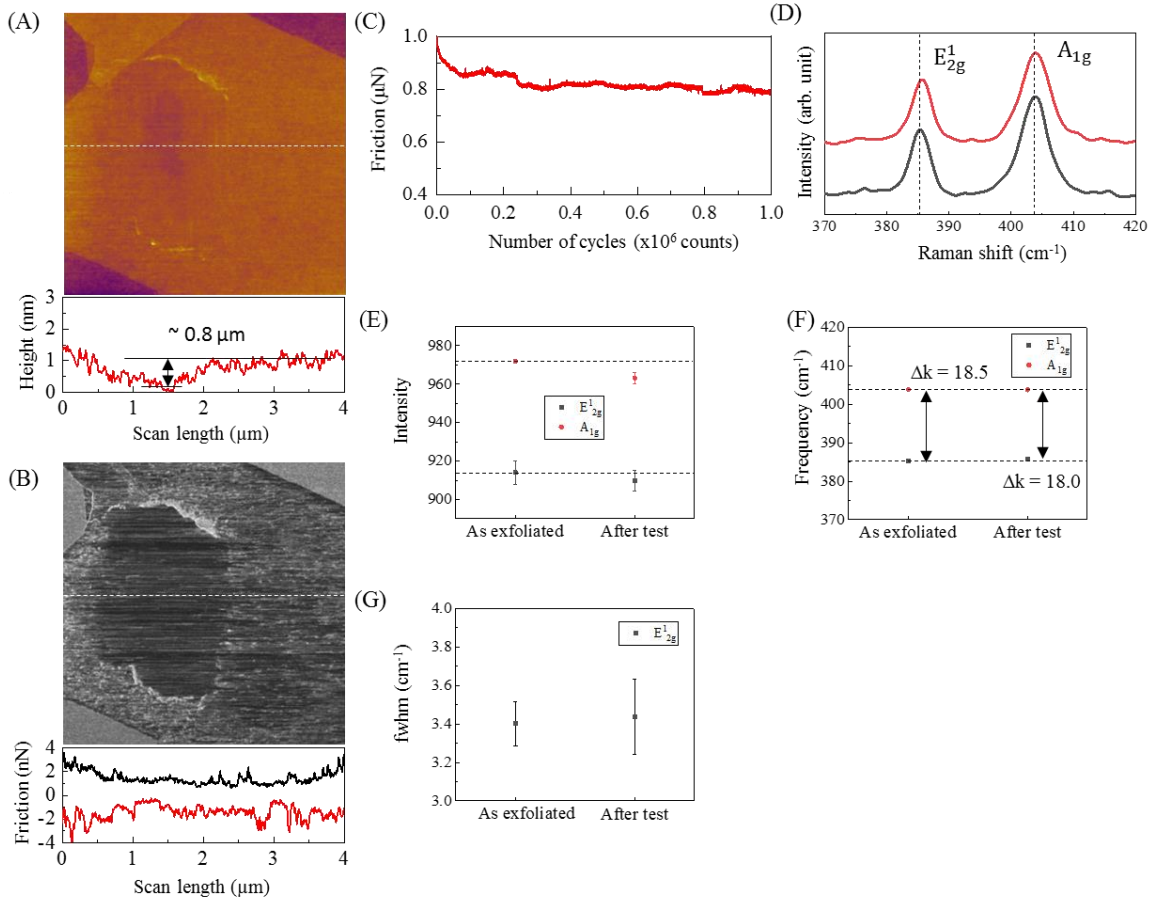 (A)
3
2
1
0
Height (nm)
~ 0.8 µm
0 1 2 3 4
Scan length (µm)
(B)
4
2
0
-2
-4
Friction (nN)
0 1 2 3 4
Scan length (µm)
(C)
1.0
0.8
0.6
0.4
Friction (µN)
0.0 0.2 0.4 0.6 0.8 1.0
Number of cycles (x10⁶ counts)
(D)
E¹₂g
A₁g
Intensity (arb. unit)
370 380 390 400 410 420
Raman shift (cm⁻¹)
(E)
980
960
940
920
900
Intensity
E¹₂g
A₁g
As exfoliated After test
(F)
420
410
400
390
380
370
Frequency (cm⁻¹)
E¹₂g
A₁g
Δk = 18.5
Δk = 18.0
As exfoliated After test
(G)
4.0
3.8
3.6
3.4
3.2
3.0
fwhm (cm⁻¹)
E¹₂g
As exfoliated After test